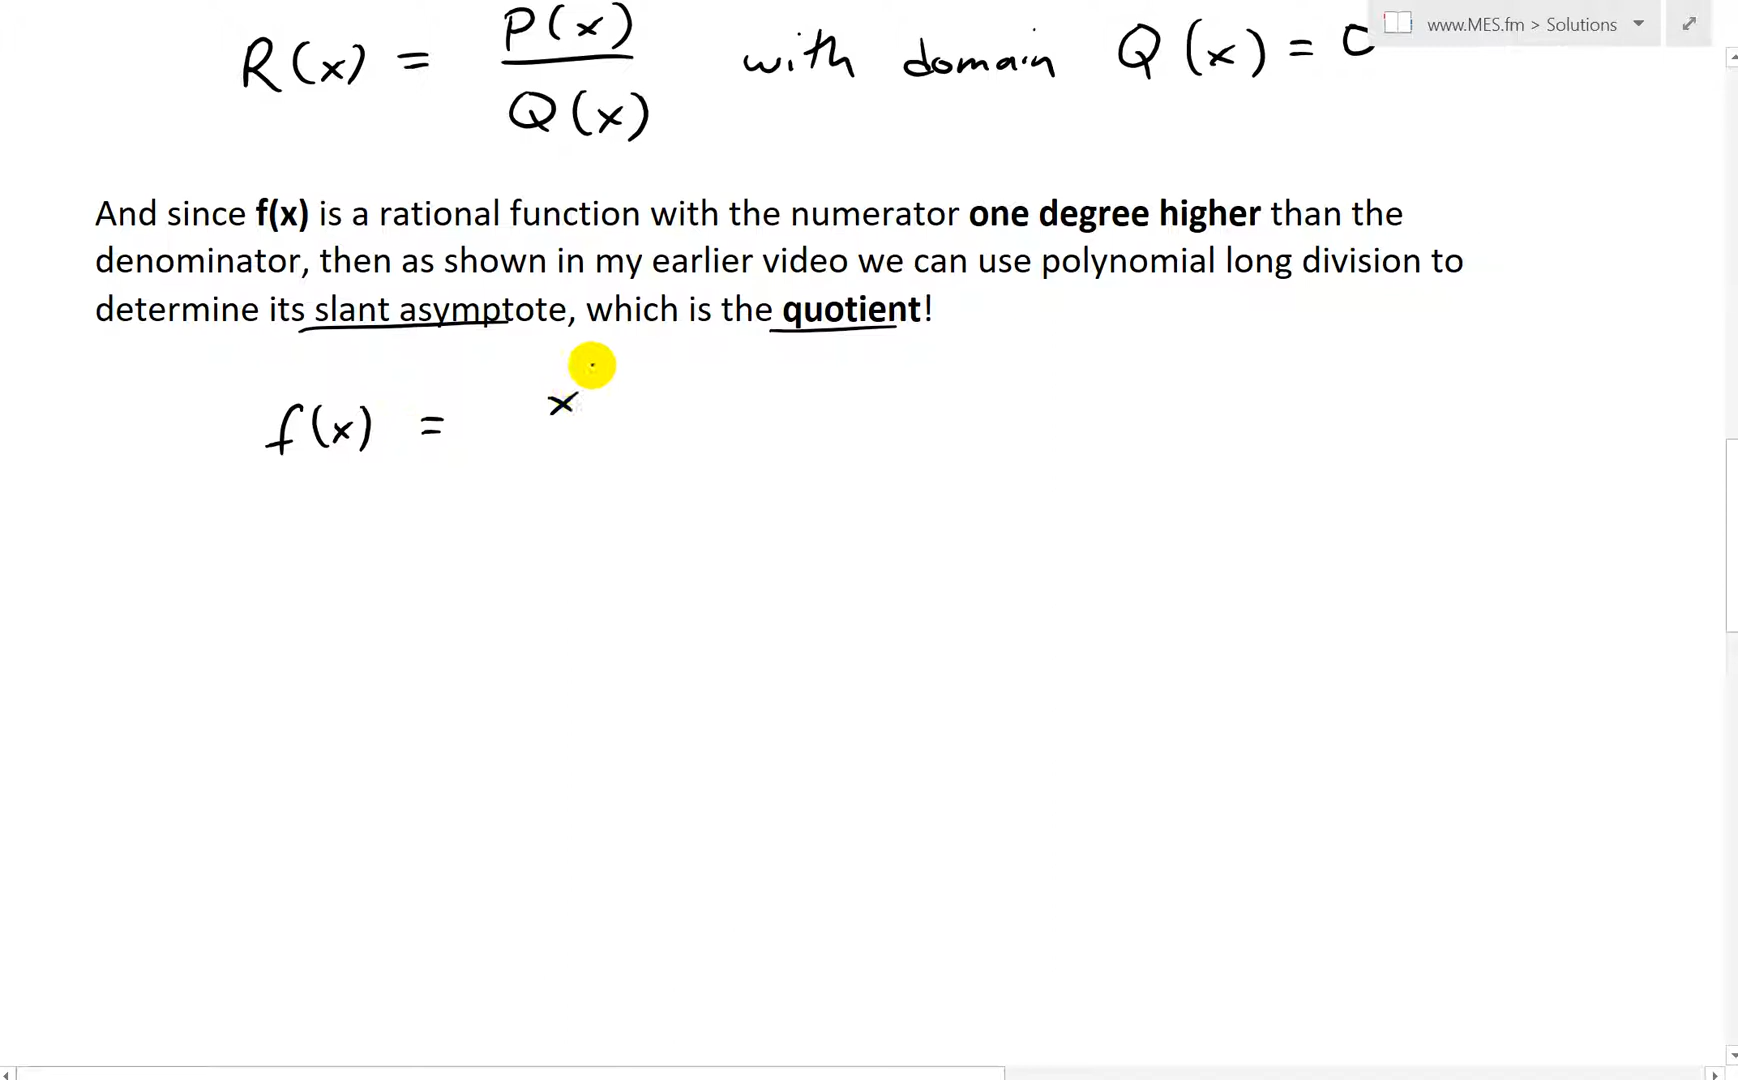 www.MES.fm > Solutions
R(x) = P(x) / Q(x) with domain Q(x) = 0
And since f(x) is a rational function with the numerator one degree higher than the
denominator, then as shown in my earlier video we can use polynomial long division to
determine its slant asymptote, which is the quotient!
f(x) = x